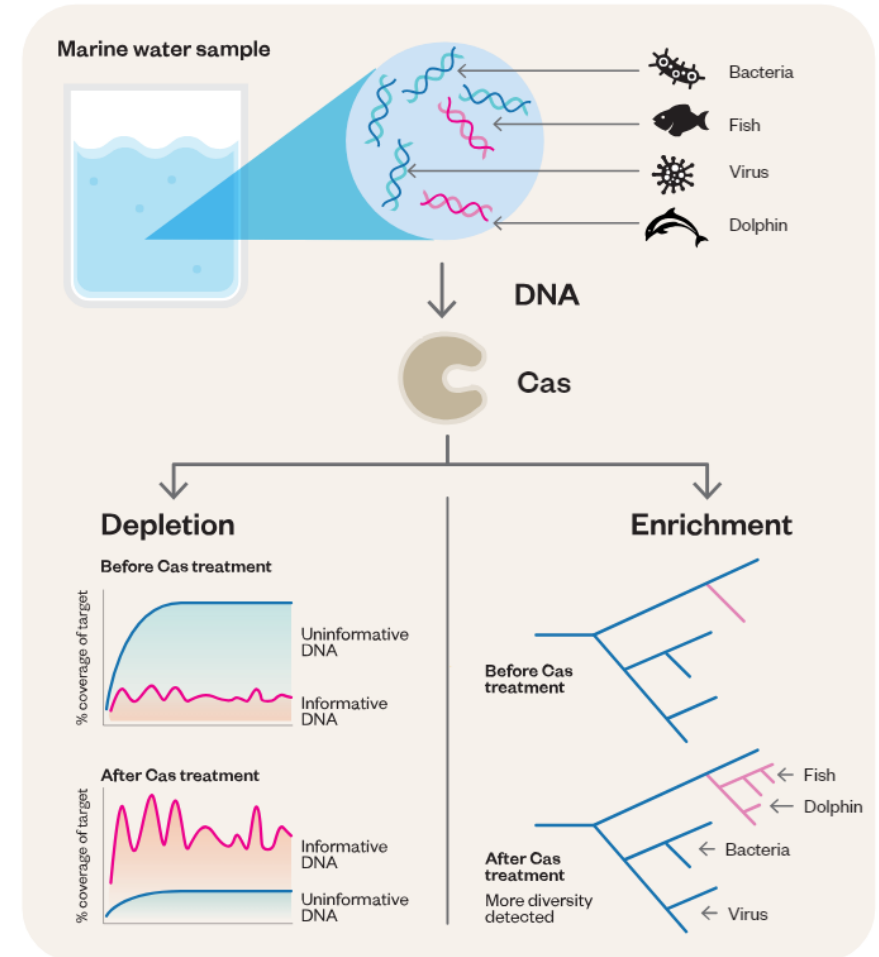 Marine water sample
Bacteria
Fish
Virus
Dolphin
DNA
Cas
Depletion
Before Cas treatment
% coverage of target
Uninformative
DNA
Informative
DNA
After Cas treatment
% coverage of target
Informative
DNA
Uninformative
DNA
Enrichment
Before Cas
treatment
After Cas
treatment
More diversity
detected
Fish
Dolphin
Bacteria
Virus